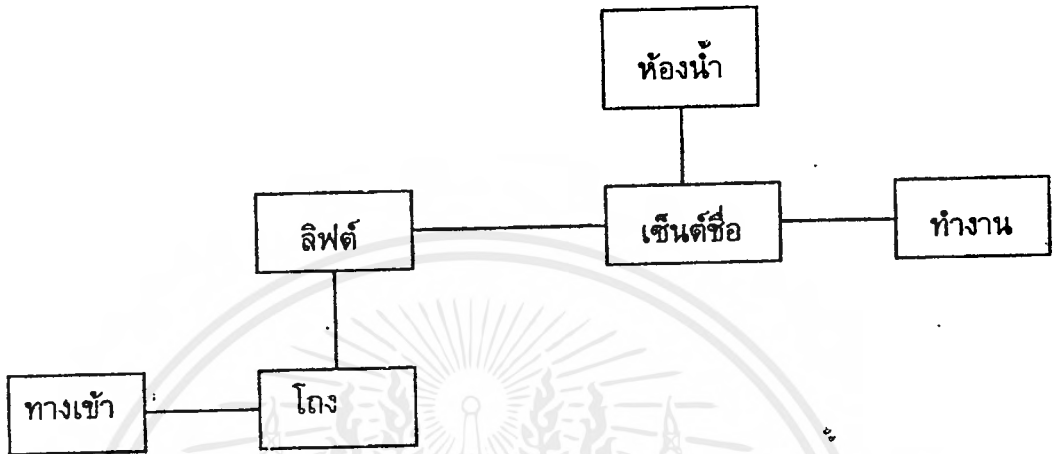 ห้องน้ำ
ลิฟต์
เซ็นต์ชื่อ
ทำงาน
ทางเข้า
โถง